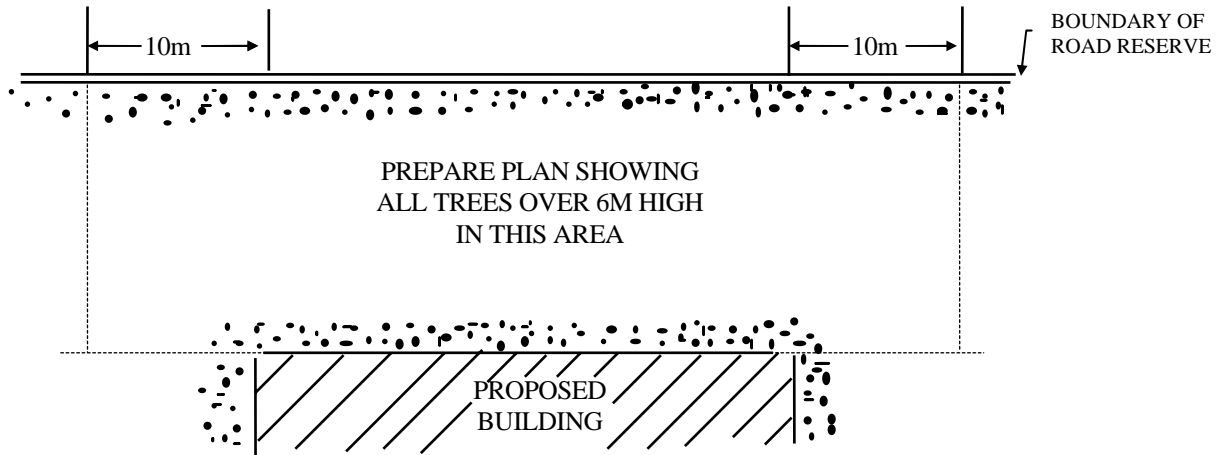 10m
10m
BOUNDARY OF
ROAD RESERVE
PREPARE PLAN SHOWING
ALL TREES OVER 6M HIGH
IN THIS AREA
PROPOSED
BUILDING